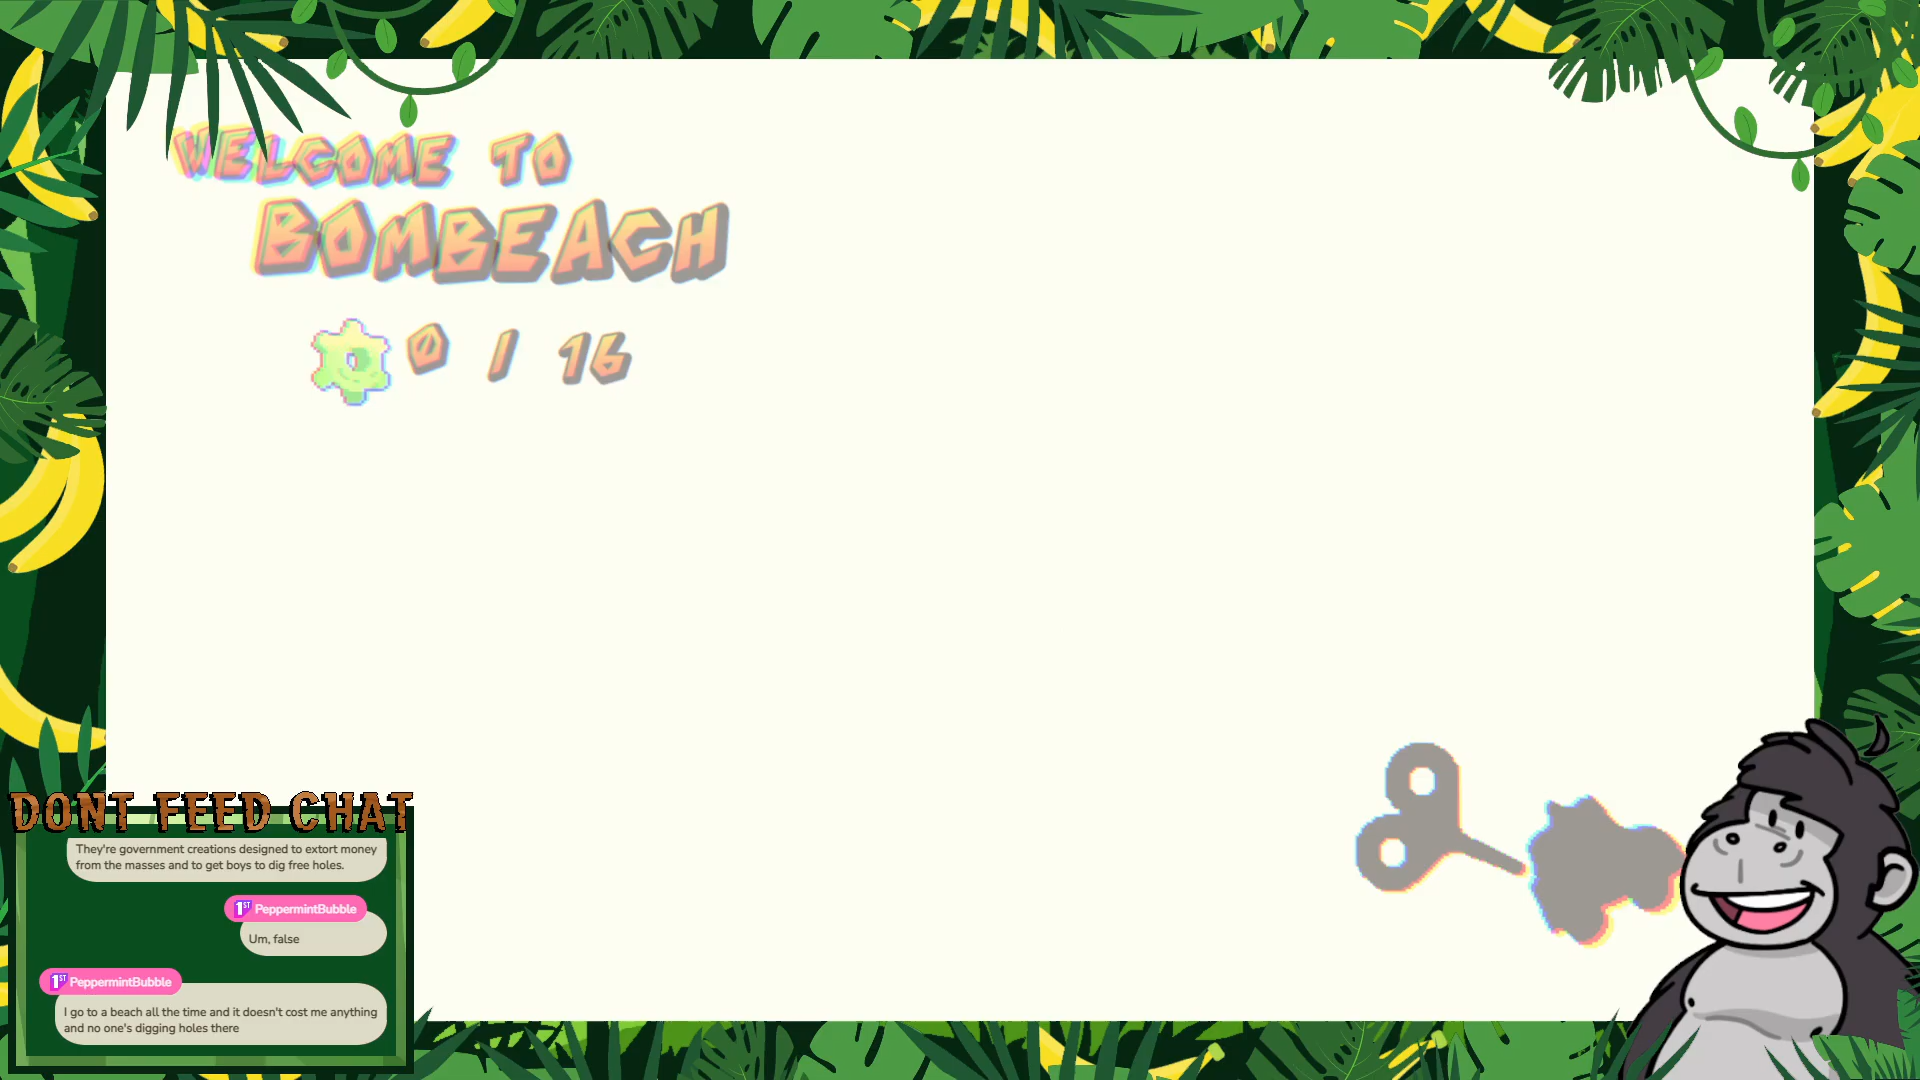 WELCOME TO
BOMBEACH
0 / 16
DONT FEED CHAT
They're government creations designed to extort money
from the masses and to get boys to dig free holes.
1ST PeppermintBubble
Um, false
1ST PeppermintBubble
I go to a beach all the time and it doesn't cost me anything
and no one's digging holes there